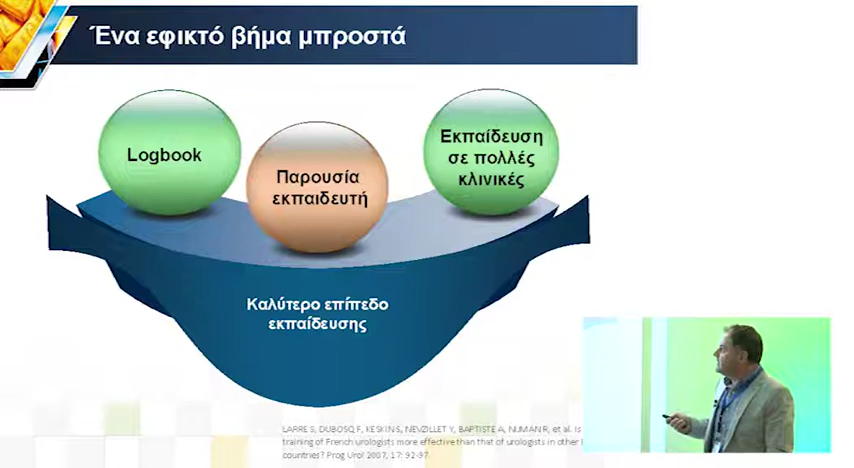 Ένα εφικτό βήμα μπροστά
Logbook
Παρουσία
εκπαιδευτή
Εκπαίδευση
σε πολλές
κλινικές
Καλύτερο επίπεδο
εκπαίδευσης
LARRE S, DUBOSQ F, KESKIN S, NEVZILLET Y, BAPTISTE A, NIJMAN R, et al. Is
training of French urologists more effective than that of urologists in other
countries? Prog Urol 2007, 17: 92-97.